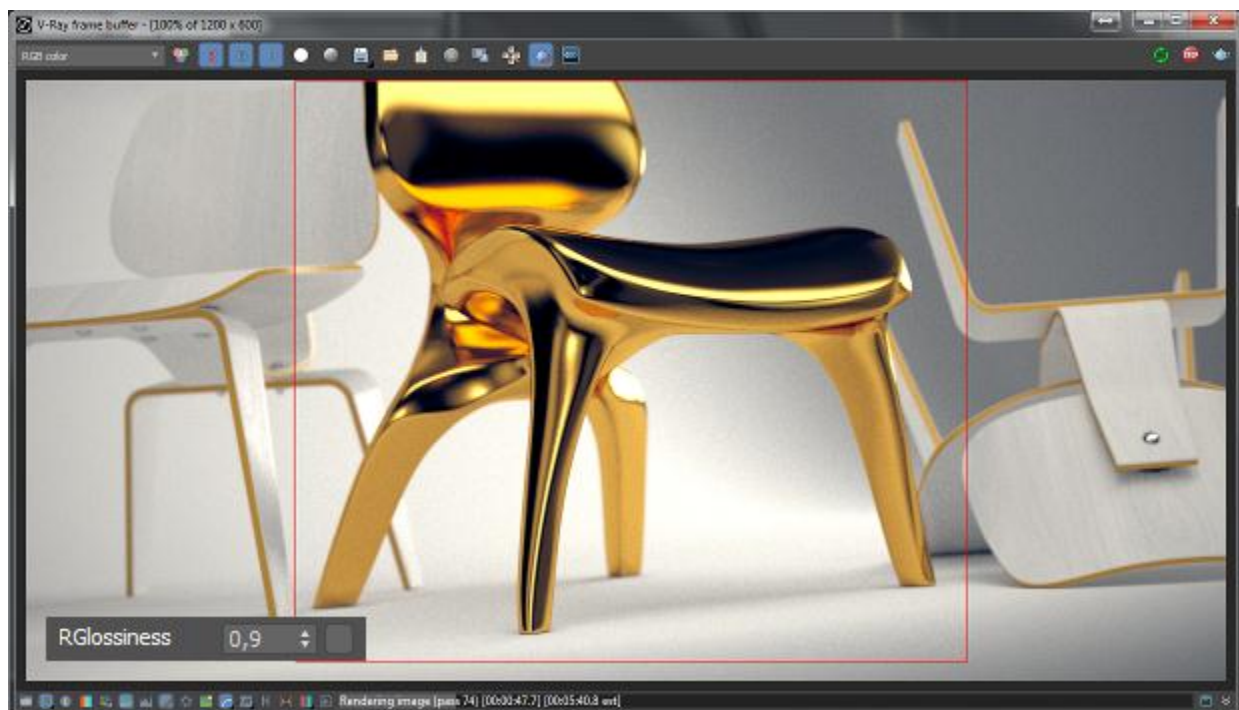 V-Ray frame buffer - [100% of 1200 x 600]
RGB color
RGlossiness 0,9
Rendering image (pass 74) [00:00:47.7] [00:05:40.8 est]